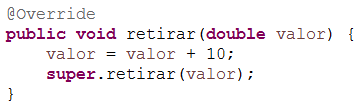 @Override
public void retirar(double valor) {
    valor = valor + 10;
    super.retirar(valor);
}